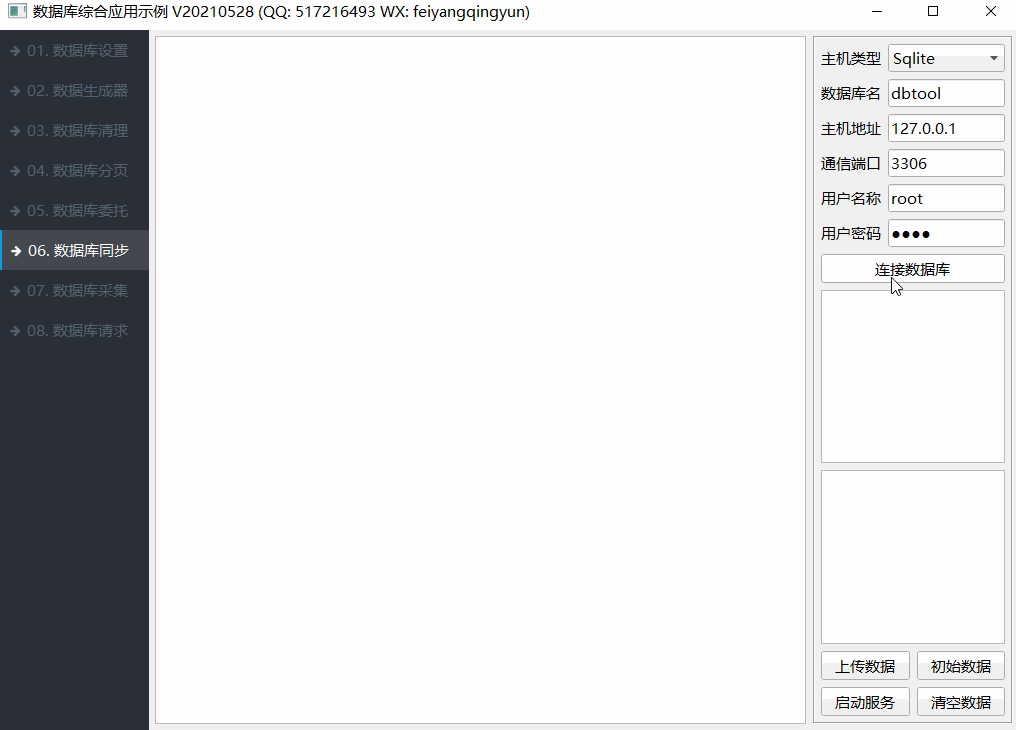 数据库综合应用示例 V20210528 (QQ: 517216493 WX: feiyangqingyun)
01. 数据库设置
02. 数据生成器
03. 数据库清理
04. 数据库分页
05. 数据库委托
06. 数据库同步
07. 数据库采集
08. 数据库请求
主机类型 Sqlite
数据库名 dbtool
主机地址 127.0.0.1
通信端口 3306
用户名称 root
用户密码 ●●●●
连接数据库
上传数据 初始数据
启动服务 清空数据